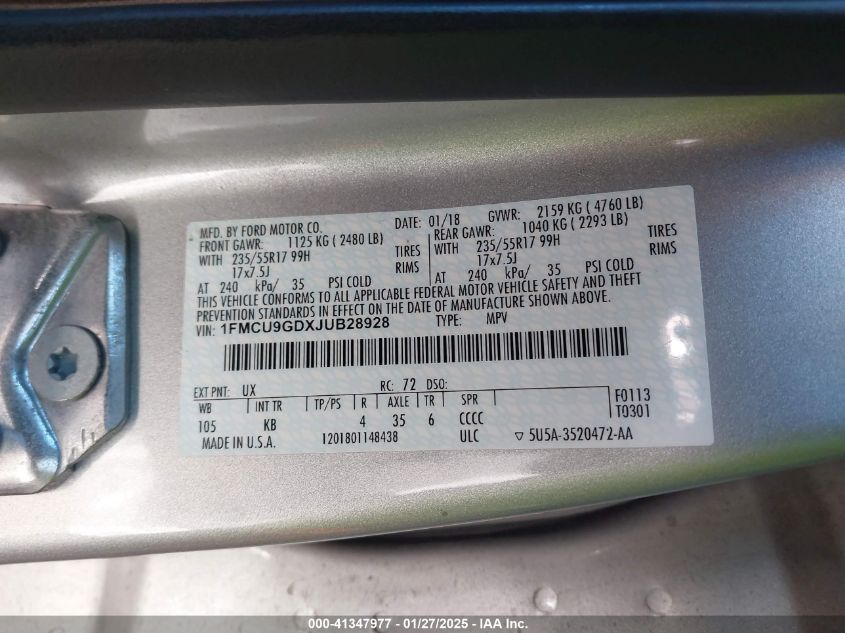 MFD. BY FORD MOTOR CO. DATE: 01/18 GVWR: 2159 KG ( 4760 LB)
FRONT GAWR: 1125 KG ( 2480 LB) REAR GAWR: 1040 KG ( 2293 LB)
WITH 235/55R17 99H TIRES WITH 235/55R17 99H TIRES
17x7.5J RIMS 17x7.5J RIMS
AT 240 kPa/ 35 PSI COLD AT 240 kPa/ 35 PSI COLD
THIS VEHICLE CONFORMS TO ALL APPLICABLE FEDERAL MOTOR VEHICLE SAFETY AND THEFT
PREVENTION STANDARDS IN EFFECT ON THE DATE OF MANUFACTURE SHOWN ABOVE.
VIN: 1FMCU9GDXJUB28928 TYPE: MPV
EXT PNT: UX RC: 72 DSO:
WB INT TR TP/PS R AXLE TR SPR F0113
105 KB 4 35 6 CCCC T0301
MADE IN U.S.A. 1201801148438 ULC ▽ 5U5A-3520472-AA
000-41347977 - 01/27/2025 - IAA Inc.